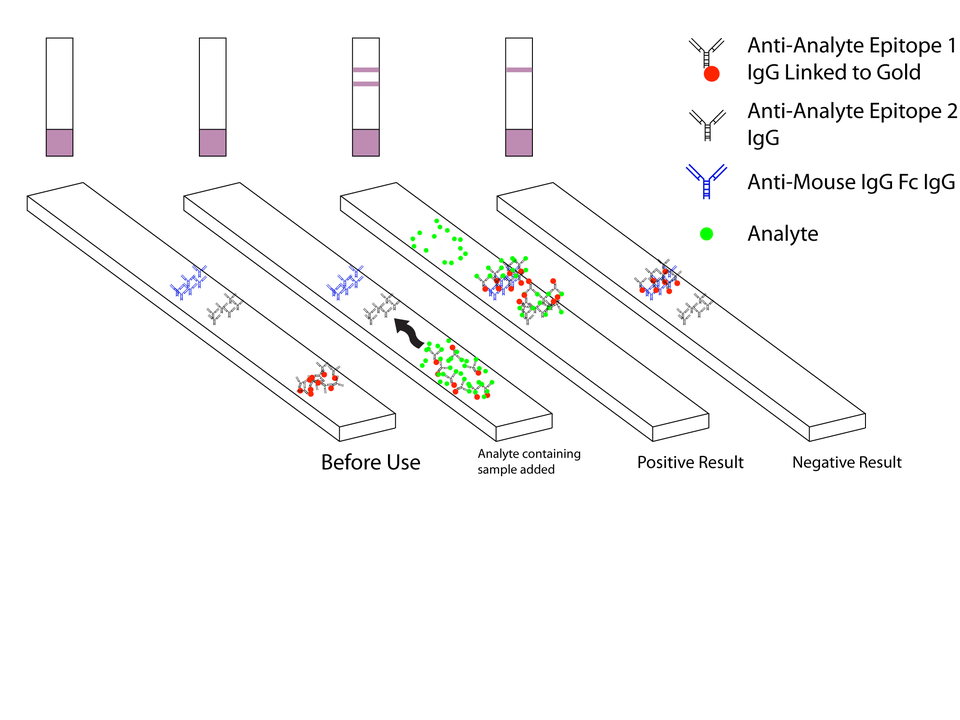 Anti-Analyte Epitope 1
IgG Linked to Gold
Anti-Analyte Epitope 2
IgG
Anti-Mouse IgG Fc IgG
Analyte
Before Use
Analyte containing
sample added
Positive Result
Negative Result